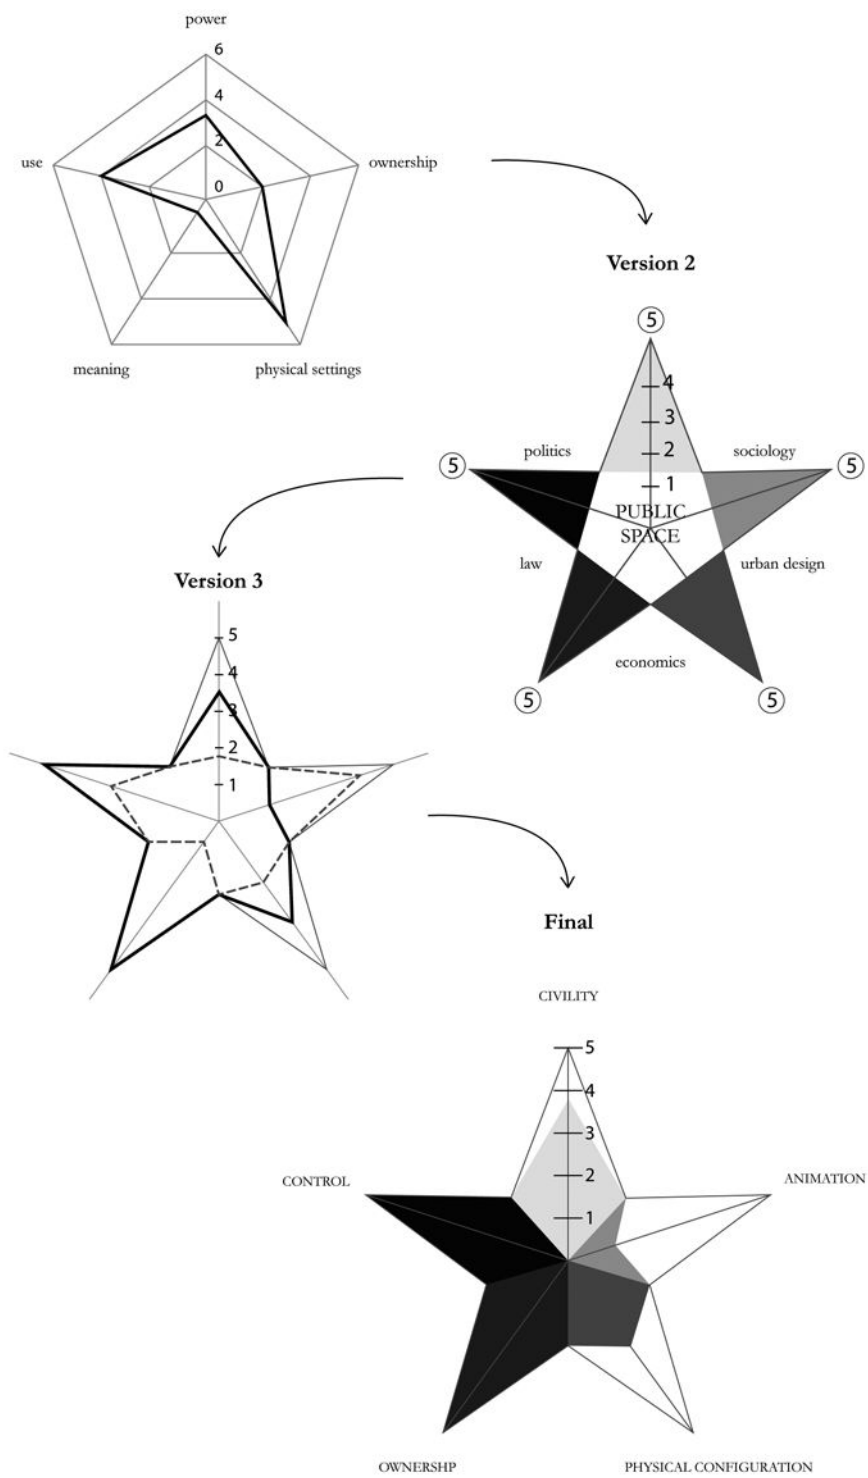 power
6
4
2
0
use
ownership
meaning
physical settings
Version 2
5
4
3
2
1
politics
sociology
5
5
PUBLIC
SPACE
law
urban design
economics
5
5
Version 3
5
4
3
2
1
Final
CIVILITY
5
4
3
2
1
CONTROL
ANIMATION
OWNERSHP
PHYSICAL CONFIGURATION